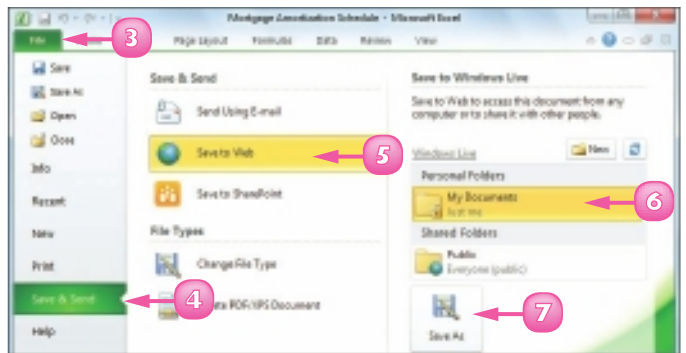 Mortgage Amortization Schedule - Microsoft Excel
File Page Layout Formulas Data Review View
3
Save
Save As
Open
Close
Info
Recent
New
Print
Save & Send
Help
4
Save & Send
Send Using E-mail
Save to Web
5
Save to SharePoint
File Types
Change File Type
PDF/XPS Document
Save to Windows Live
Save to Web to access this document from any
computer or to share it with other people.
Windows Live New
Personal Folders
My Documents
Just me
6
Shared Folders
Public
Everyone (public)
Save As
7